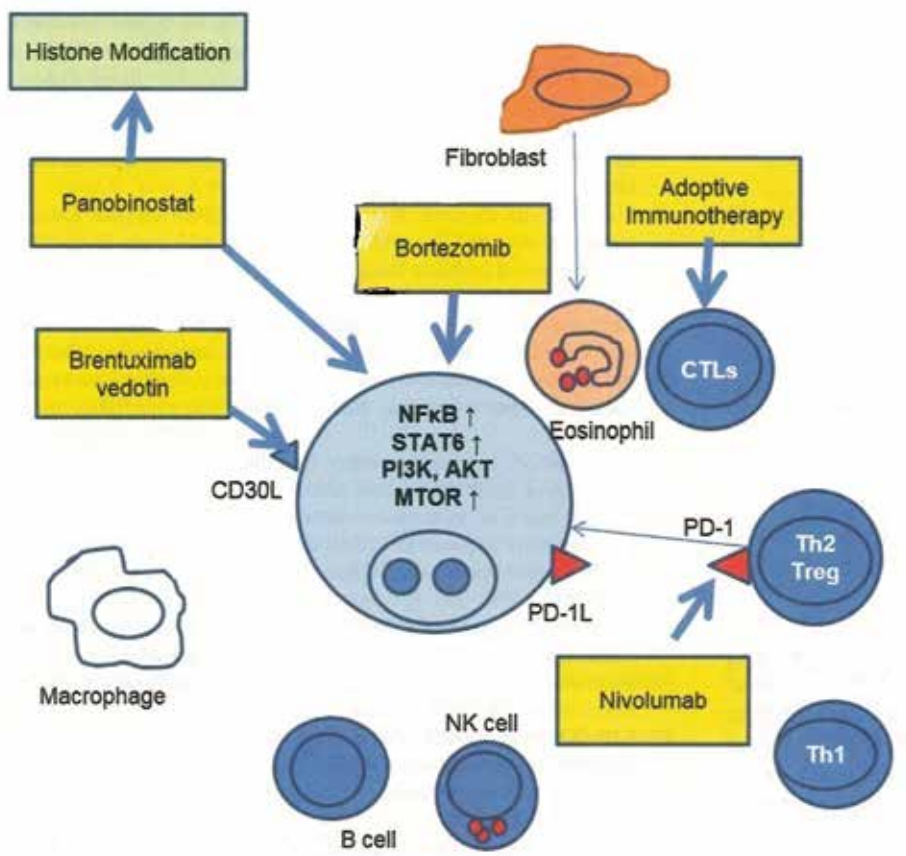 Histone Modification
Panobinostat
Fibroblast
Adoptive
Immunotherapy
Bortezomib
Brentuximab
vedotin
CTLs
NFκB ↑
STAT6 ↑
PI3K, AKT
MTOR ↑
Eosinophil
CD30L
PD-1
Th2
Treg
PD-1L
Macrophage
Nivolumab
NK cell
Th1
B cell